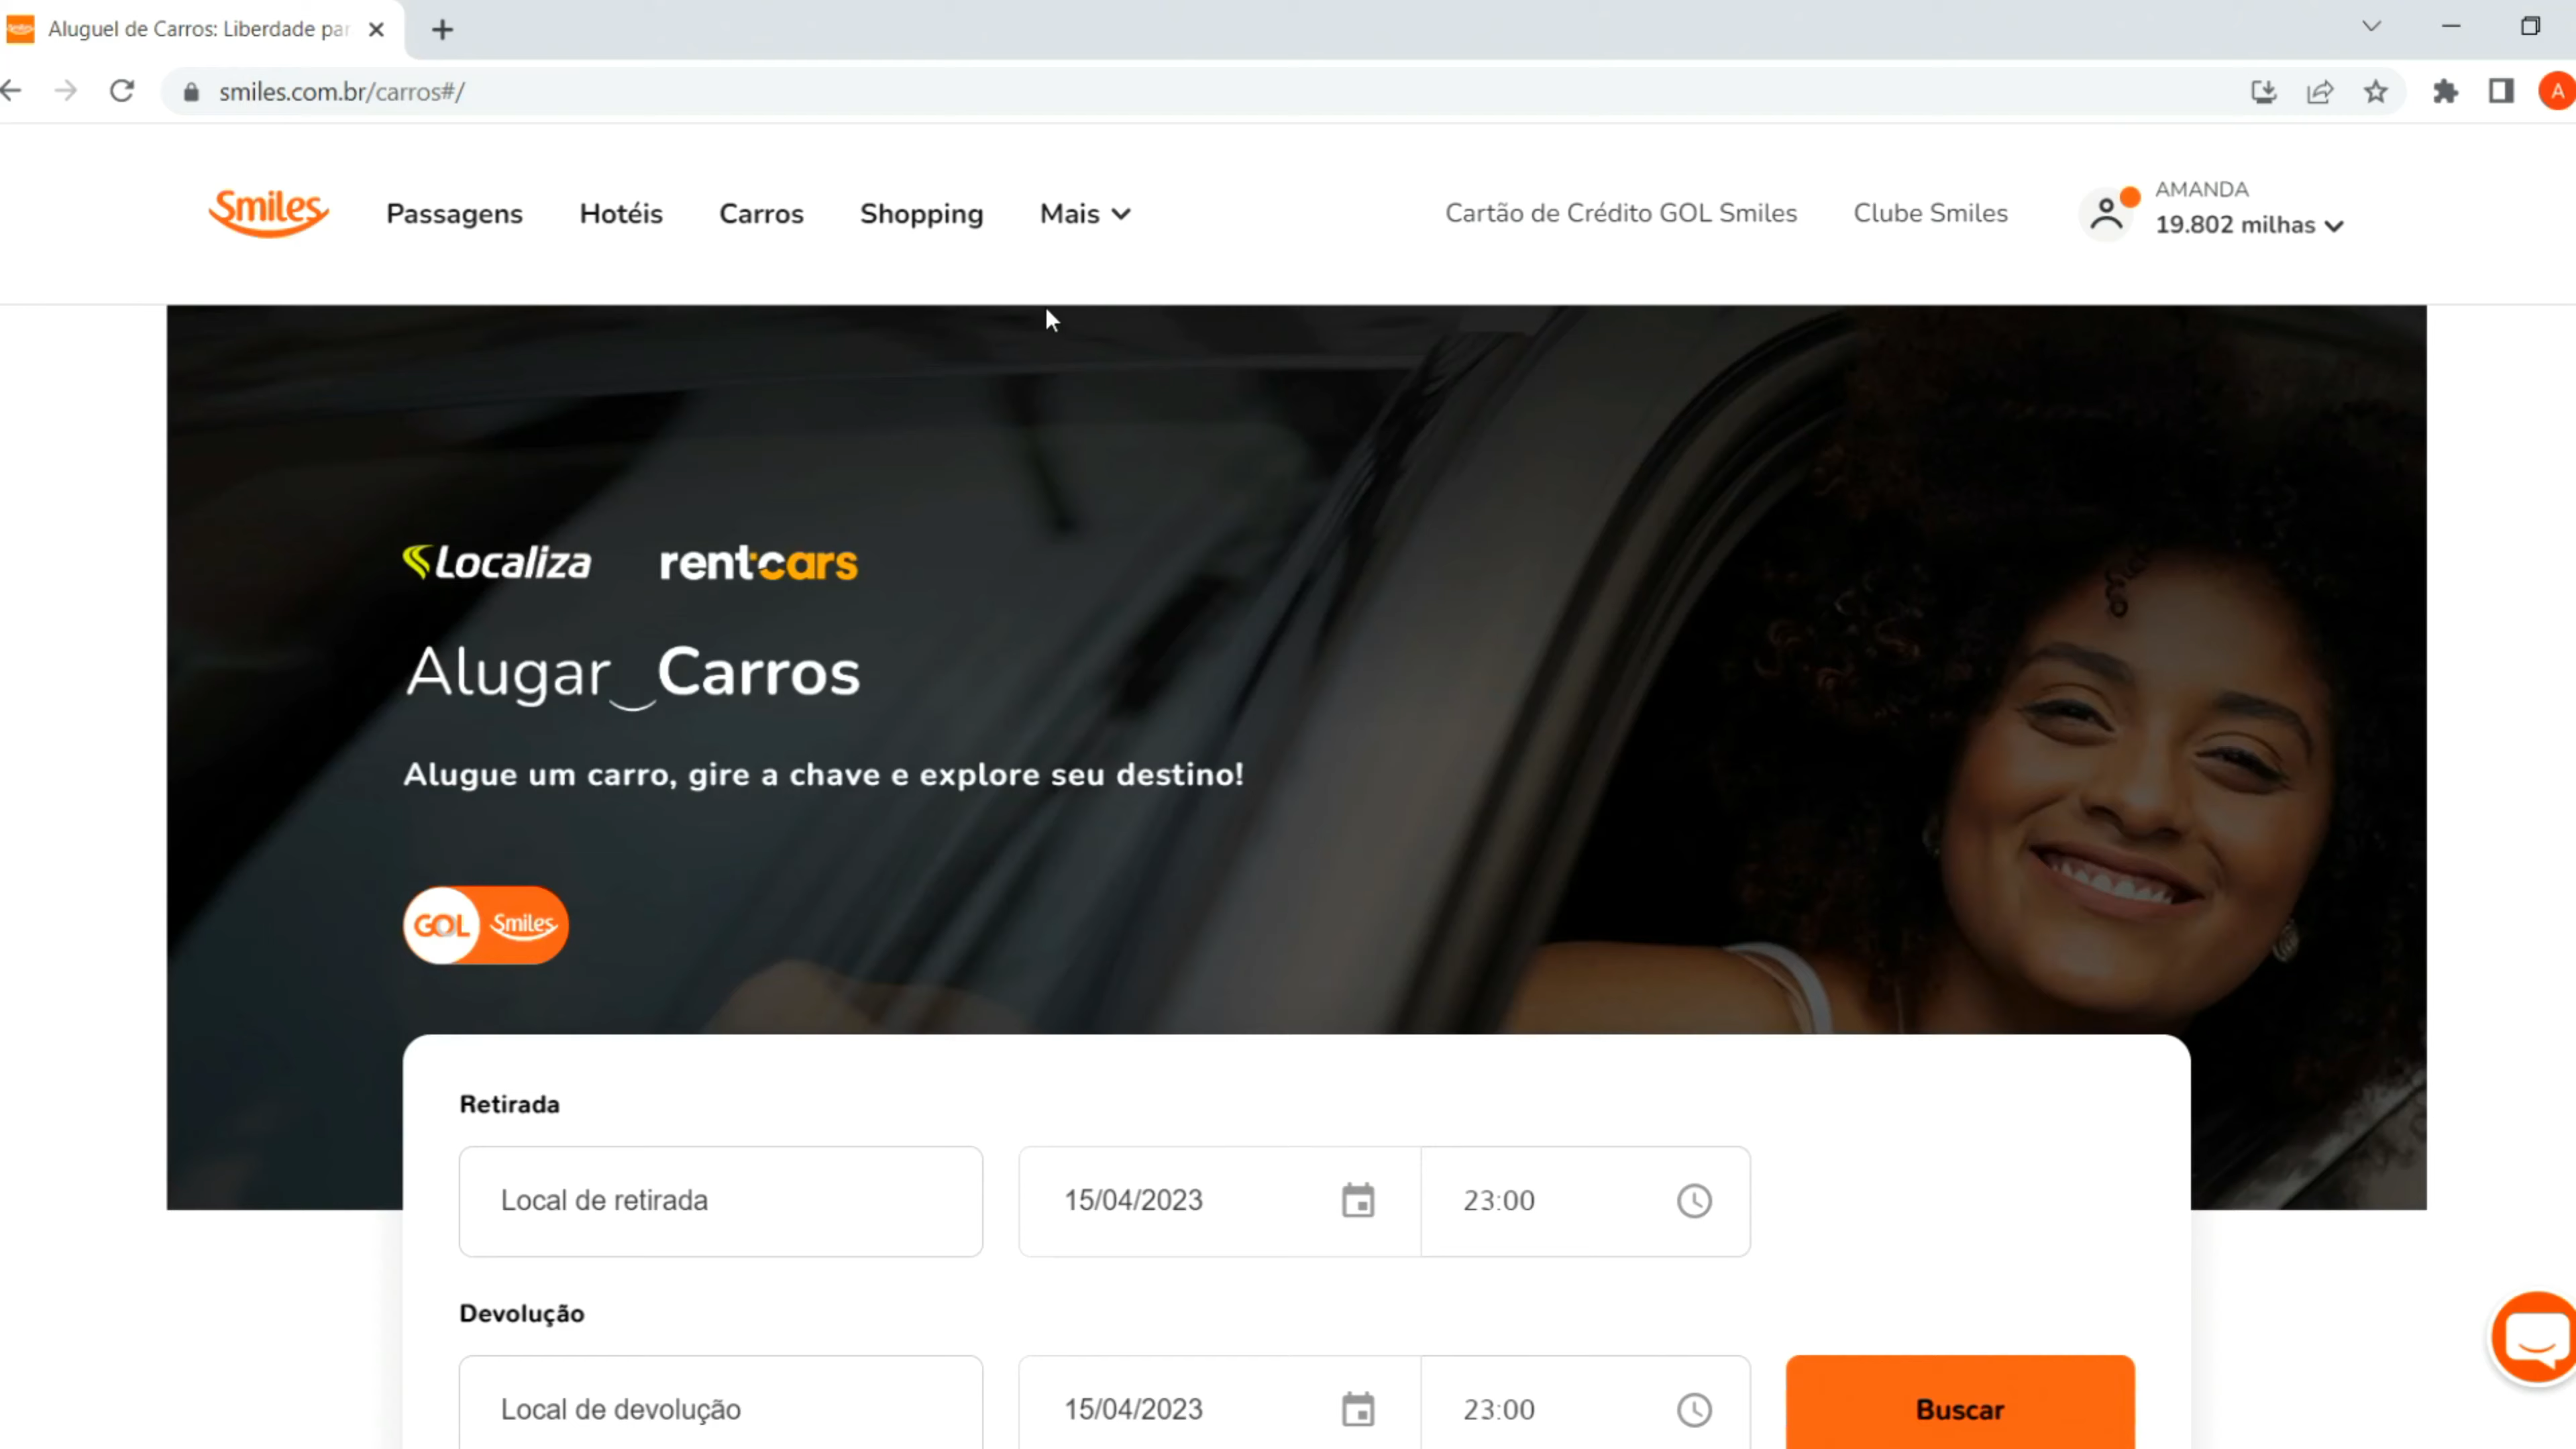 Aluguel de Carros: Liberdade par
smiles.com.br/carros#/
A
Smiles
Passagens
Hotéis
Carros
Shopping
Mais
Cartão de Crédito GOL Smiles
Clube Smiles
AMANDA
19.802 milhas
Localiza
rentcars
Alugar Carros
Alugue um carro, gire a chave e explore seu destino!
GOL Smiles
Retirada
Local de retirada
15/04/2023
23:00
Devolução
Local de devolução
15/04/2023
23:00
Buscar